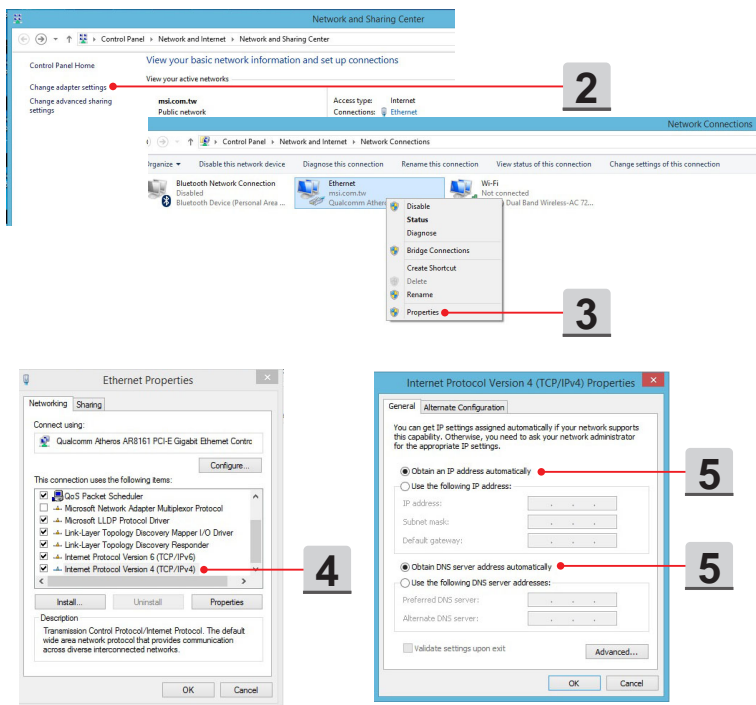 Network and Sharing Center
Control Panel Network and Internet Network and Sharing Center
Control Panel Home
Change adapter settings
Change advanced sharing
settings
View your basic network information and set up connections
View your active networks
msi.com.tw
Public network
Access type: Internet
Connections: Ethernet
2
Network Connections
Control Panel Network and Internet Network Connections
rganize Disable this network device Diagnose this connection Rename this connection View status of this connection Change settings of this connection
Bluetooth Network Connection
Disabled
Bluetooth Device (Personal Area ...
Ethernet
msi.com.tw
Qualcomm Ather
Wi-Fi
Not connected
Dual Band Wireless-AC 72...
Disable
Status
Diagnose
Bridge Connections
Create Shortcut
Delete
Rename
Properties
3
Ethernet Properties
Networking Sharing
Connect using:
Qualcomm Atheros AR8161 PCI-E Gigabit Ethernet Contrc
Configure...
This connection uses the following items:
QoS Packet Scheduler
Microsoft Network Adapter Multiplexor Protocol
Microsoft LLDP Protocol Driver
Link-Layer Topology Discovery Mapper I/O Driver
Link-Layer Topology Discovery Responder
Internet Protocol Version 6 (TCP/IPv6)
Internet Protocol Version 4 (TCP/IPv4)
4
Install... Uninstall Properties
Description
Transmission Control Protocol/Internet Protocol. The default
wide area network protocol that provides communication
across diverse interconnected networks.
OK Cancel
Internet Protocol Version 4 (TCP/IPv4) Properties
General Alternate Configuration
You can get IP settings assigned automatically if your network supports
this capability. Otherwise, you need to ask your network administrator
for the appropriate IP settings.
Obtain an IP address automatically
5
Use the following IP address:
IP address:
Subnet mask:
Default gateway:
Obtain DNS server address automatically
5
Use the following DNS server addresses:
Preferred DNS server:
Alternate DNS server:
Validate settings upon exit
Advanced...
OK Cancel